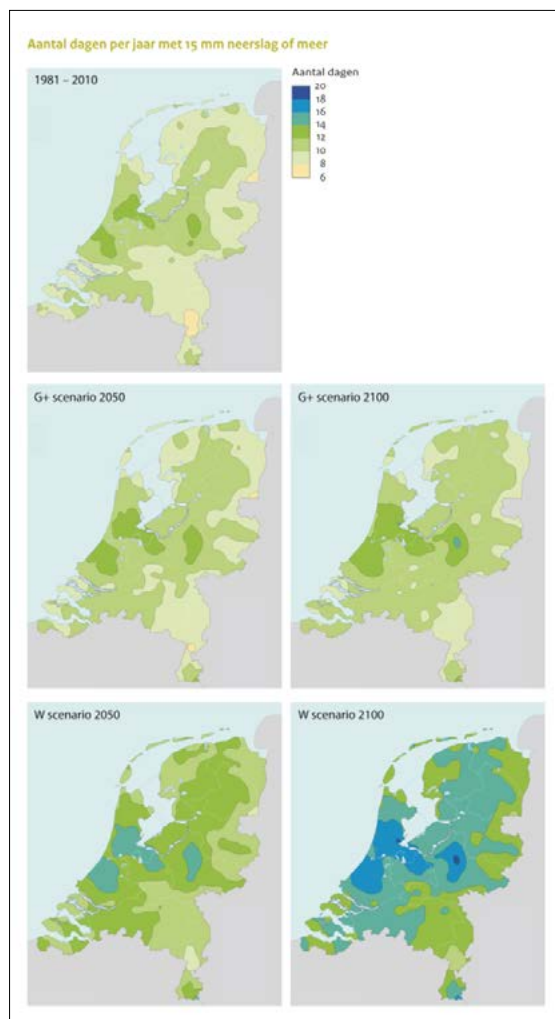 Aantal dagen per jaar met 15 mm neerslag of meer
1981 – 2010
Aantal dagen
20
18
16
14
12
10
8
6
G+ scenario 2050
G+ scenario 2100
W scenario 2050
W scenario 2100